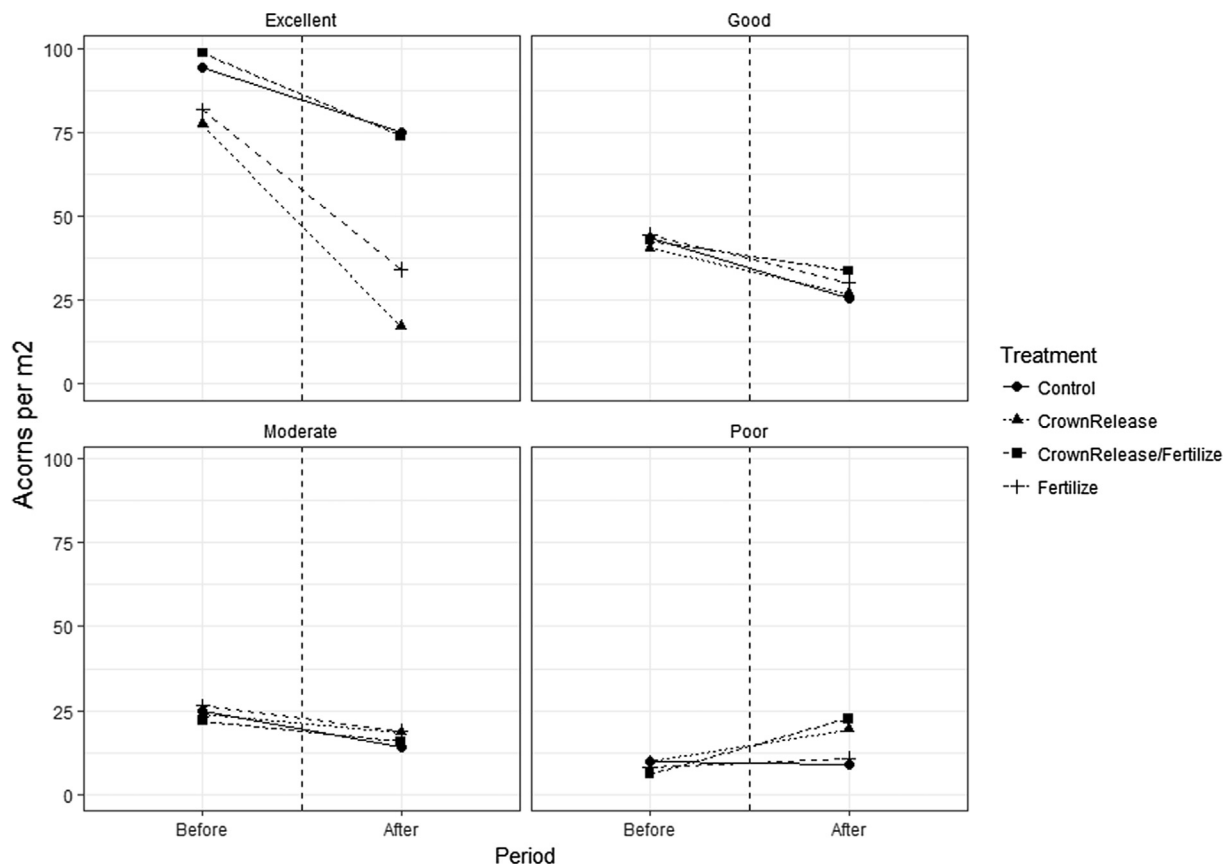 Excellent
Good
100
75
50
25
0
Acorns per m2
Moderate
Poor
100
75
50
25
0
Before
After
Before
After
Period
Treatment
Control
CrownRelease
CrownRelease/Fertilize
Fertilize